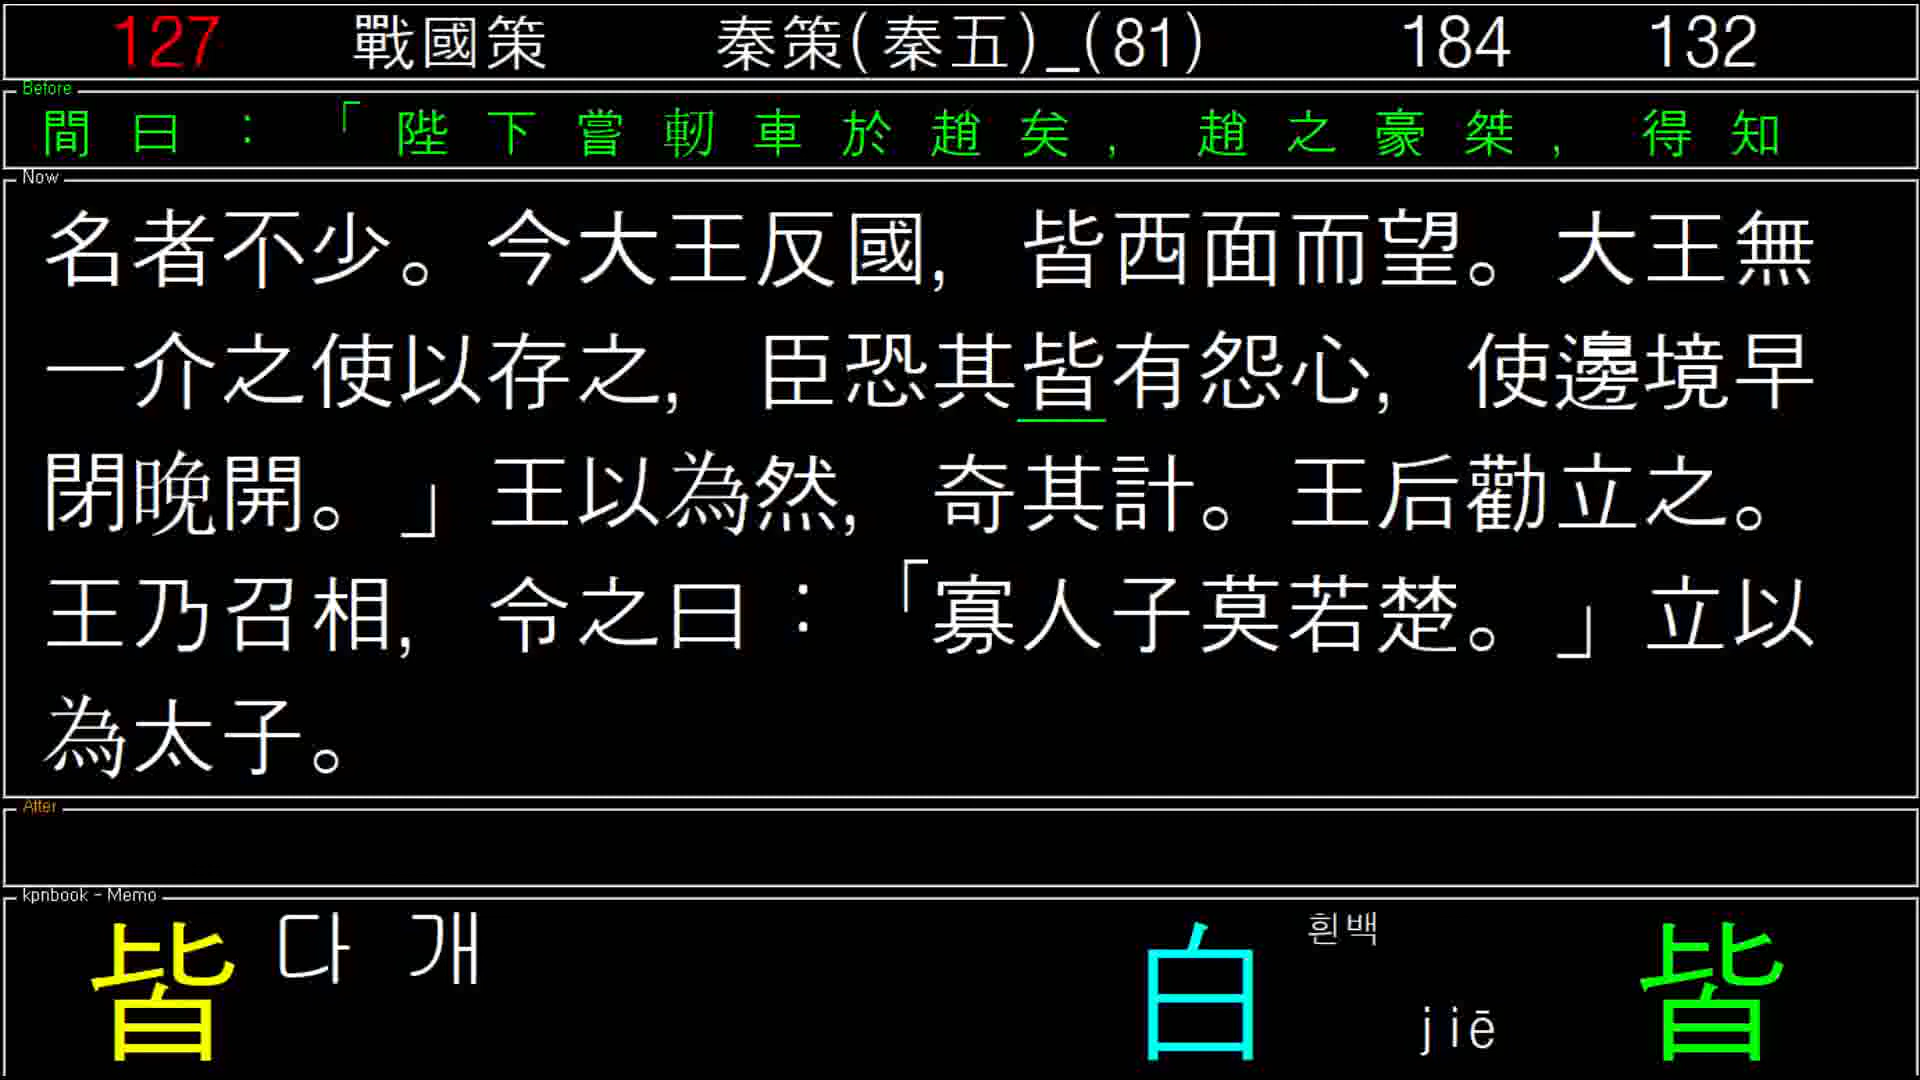 127 戰國策 秦策(秦五)_(81) 184 132
Before
間曰：「陛下嘗軔車於趙矣, 趙之豪桀, 得知
Now
名者不少。今大王反國, 皆西面而望。大王無
一介之使以存之, 臣恐其皆有怨心, 使邊境早
閉晚開。」王以為然, 奇其計。王后勸立之。
王乃召相, 令之曰：「寡人子莫若楚。」立以
為太子。
After
kpnbook - Memo
皆 다 개 白 흰백 jiē 皆